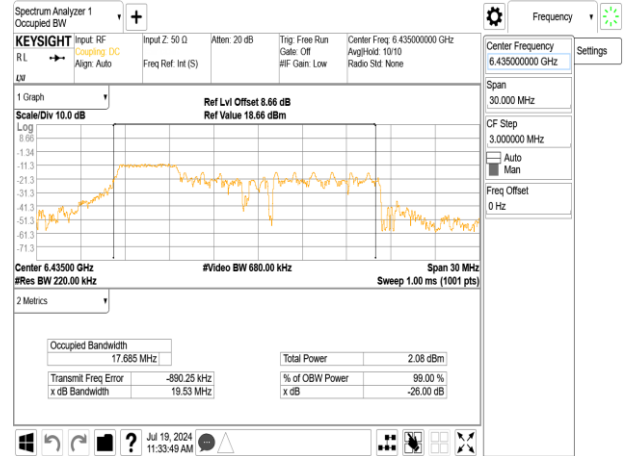 Spectrum Analyzer 1
Occupied BW
Frequency
KEYSIGHT
Input: RF
Coupling: DC
Align: Auto
Input Z: 50 Ω
Freq Ref: Int (S)
Atten: 20 dB
Trig: Free Run
Gate: Off
#IF Gain: Low
Center Freq: 6.435000000 GHz
Avg|Hold: 10/10
Radio Std: None
RL
LXI
Center Frequency
6.435000000 GHz
Settings
Span
30.000 MHz
CF Step
3.000000 MHz
Auto
Man
Freq Offset
0 Hz
1 Graph
Ref Lvl Offset 8.66 dB
Scale/Div 10.0 dB
Ref Value 18.66 dBm
Log
8.66
-1.34
-11.3
-21.3
-31.3
-41.3
-51.3
-61.3
-71.3
Center 6.43500 GHz
#Video BW 680.00 kHz
Span 30 MHz
#Res BW 220.00 kHz
Sweep 1.00 ms (1001 pts)
2 Metrics
Occupied Bandwidth
17.685 MHz
Total Power 2.08 dBm
Transmit Freq Error -890.25 kHz
% of OBW Power 99.00 %
x dB Bandwidth 19.53 MHz
x dB -26.00 dB
?
Jul 19, 2024
11:33:49 AM